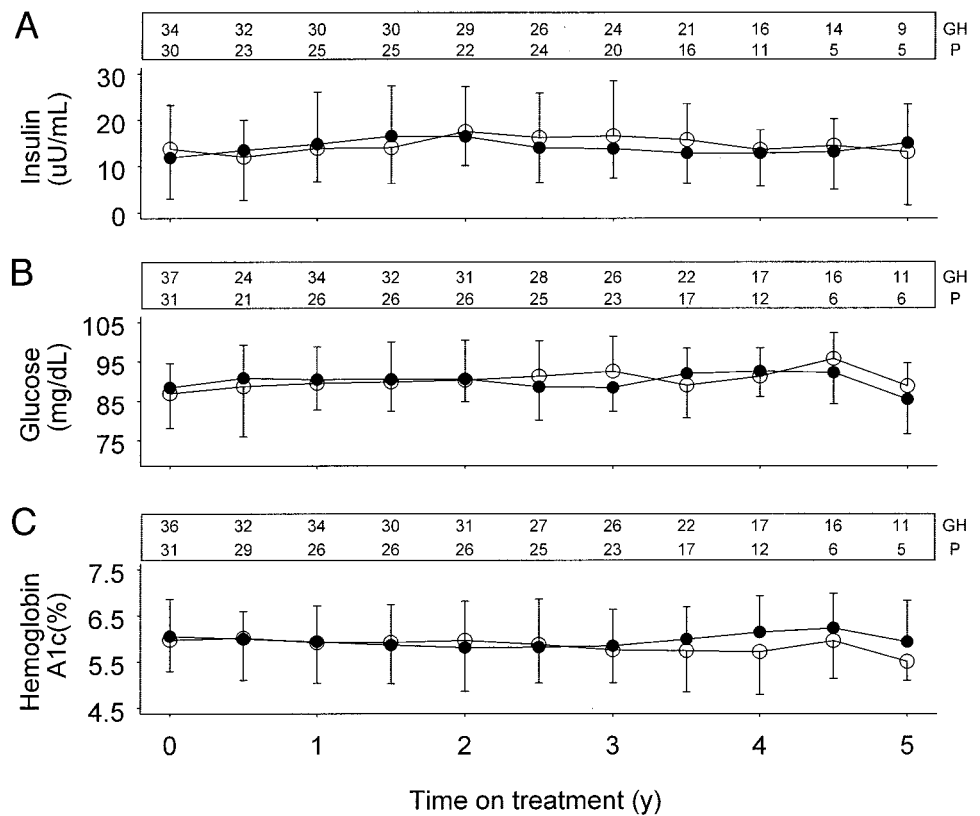 A
34 32 30 30 29 26 24 21 16 14 9 GH
30 23 25 25 22 24 20 16 11 5 5 P
30
20
10
0
Insulin
(uU/mL)
B
37 24 34 32 31 28 26 22 17 16 11 GH
31 21 26 26 26 25 23 17 12 6 6 P
105
95
85
75
Glucose
(mg/dL)
C
36 32 34 30 31 27 26 22 17 16 11 GH
31 29 26 26 26 25 23 17 12 6 5 P
7.5
6.5
5.5
4.5
Hemoglobin
A1c(%)
0 1 2 3 4 5
Time on treatment (y)